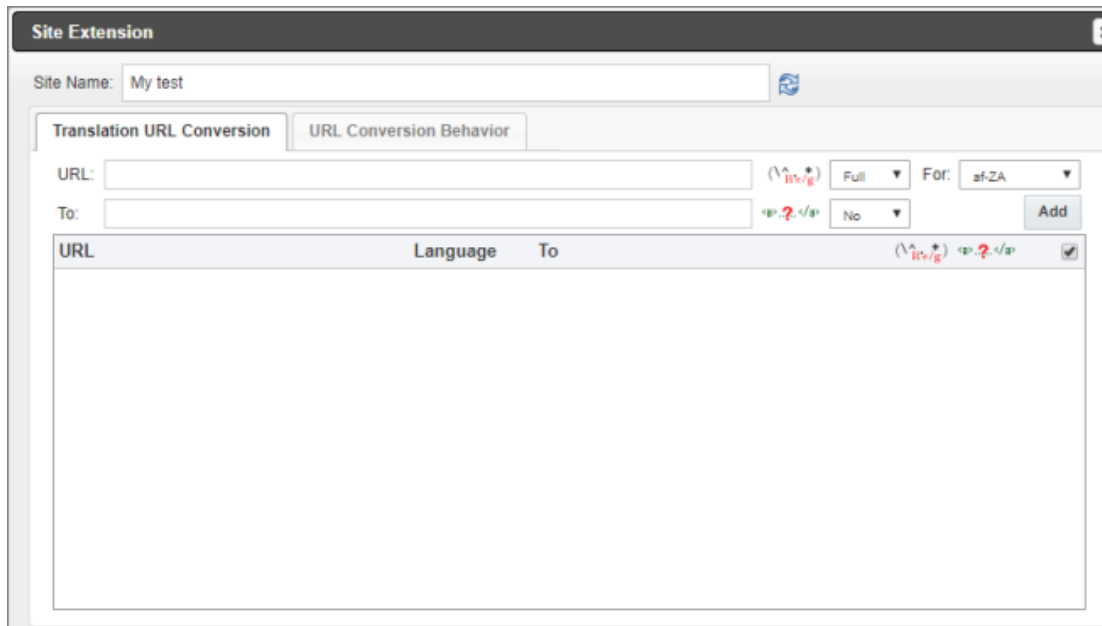 Site Extension
Site Name: My test
Translation URL Conversion URL Conversion Behavior
URL: Full For: af-ZA
To: No Add
URL Language To